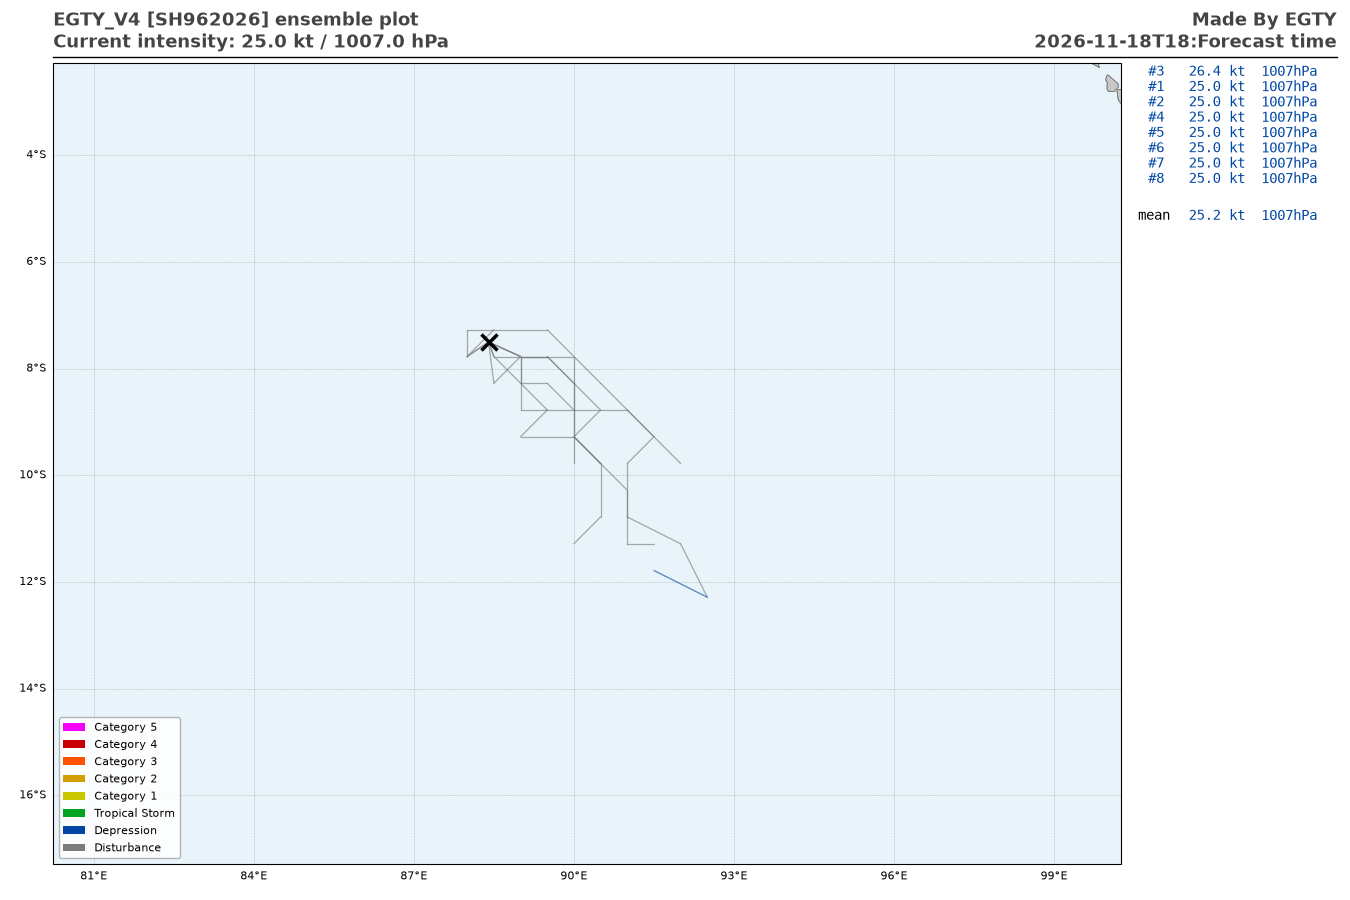 EGTY_V4 [SH962026] ensemble plot
Current intensity: 25.0 kt / 1007.0 hPa
Made By EGTY
2026-11-18T18:Forecast time
#3 26.4 kt 1007hPa
#1 25.0 kt 1007hPa
#2 25.0 kt 1007hPa
#4 25.0 kt 1007hPa
#5 25.0 kt 1007hPa
#6 25.0 kt 1007hPa
#7 25.0 kt 1007hPa
#8 25.0 kt 1007hPa
mean 25.2 kt 1007hPa
4°S
6°S
8°S
10°S
12°S
14°S
16°S
Category 5
Category 4
Category 3
Category 2
Category 1
Tropical Storm
Depression
Disturbance
81°E 84°E 87°E 90°E 93°E 96°E 99°E